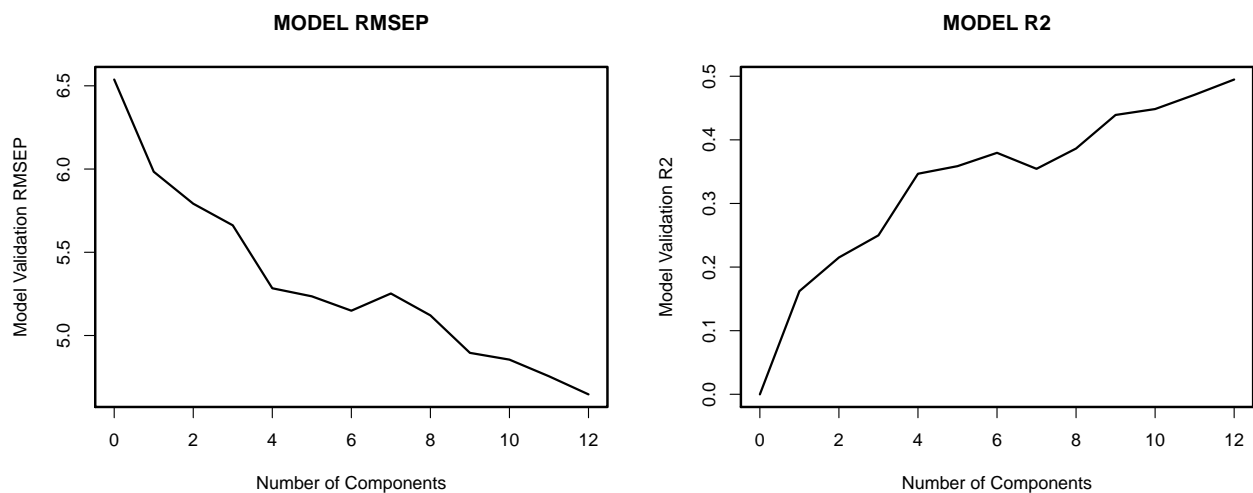 MODEL RMSEP
Model Validation RMSEP
6.5
6.0
5.5
5.0
0 2 4 6 8 10 12
Number of Components
MODEL R2
Model Validation R2
0.5
0.4
0.3
0.2
0.1
0.0
0 2 4 6 8 10 12
Number of Components